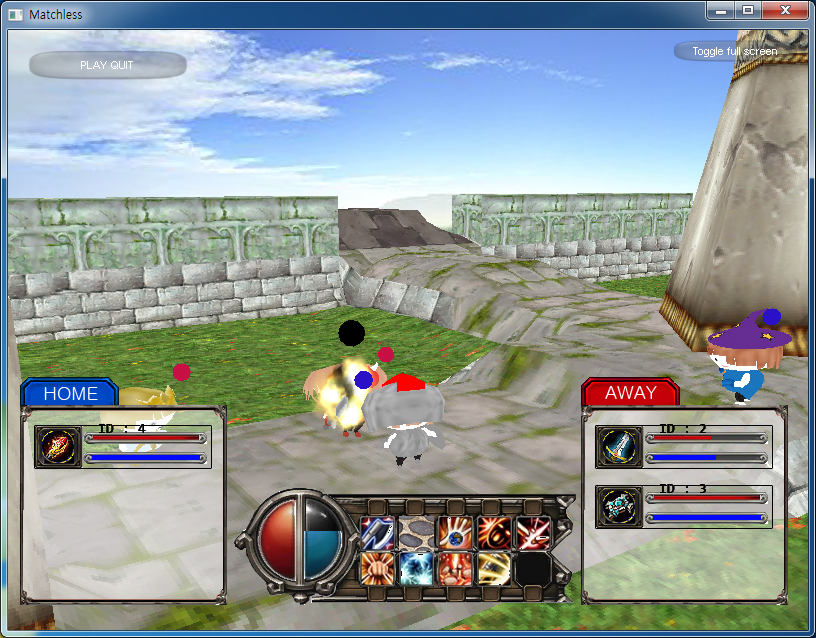 Matchless
PLAY QUIT
Toggle full screen
HOME
ID : 4
AWAY
ID : 2
ID : 3